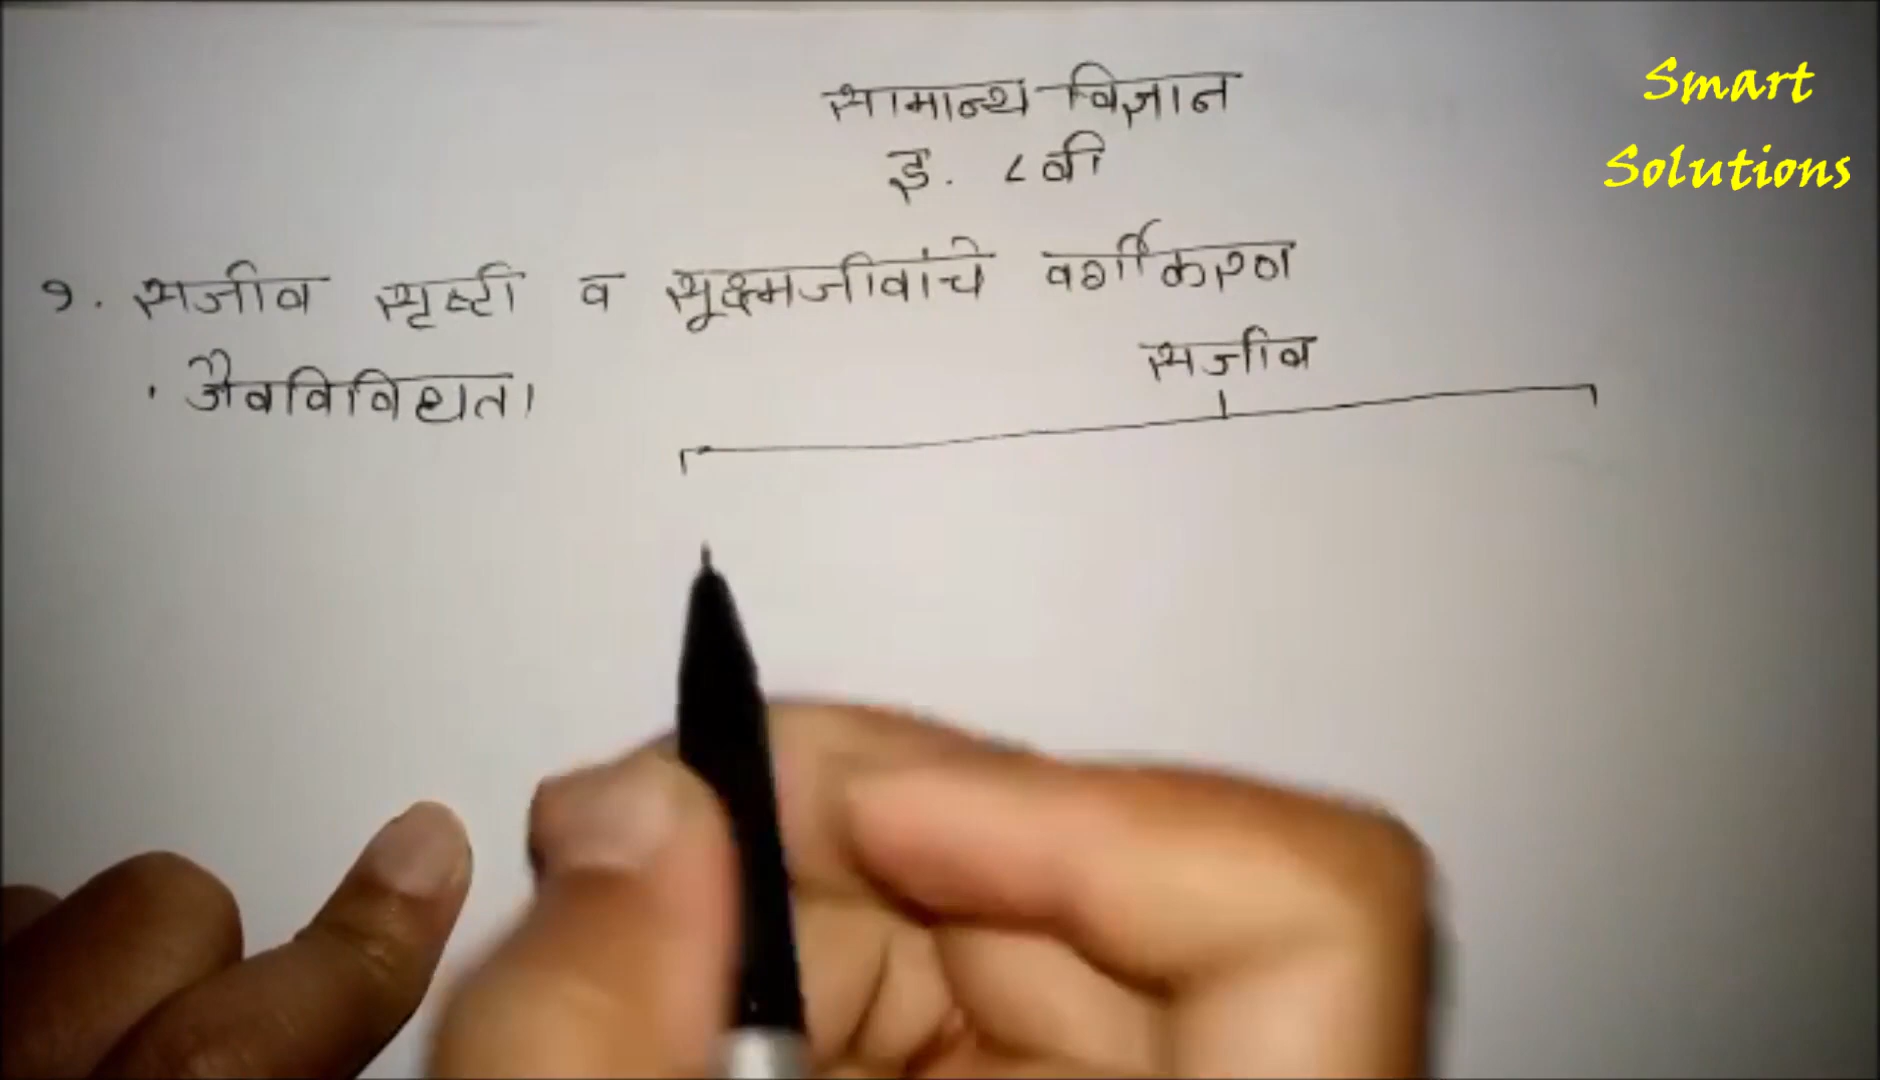 सामान्य विज्ञान
इ. ८वी
१. सजीव सृष्टी व सूक्ष्मजीवांचे वर्गीकरण
· जैवविविधता
सजीव
Smart
Solutions